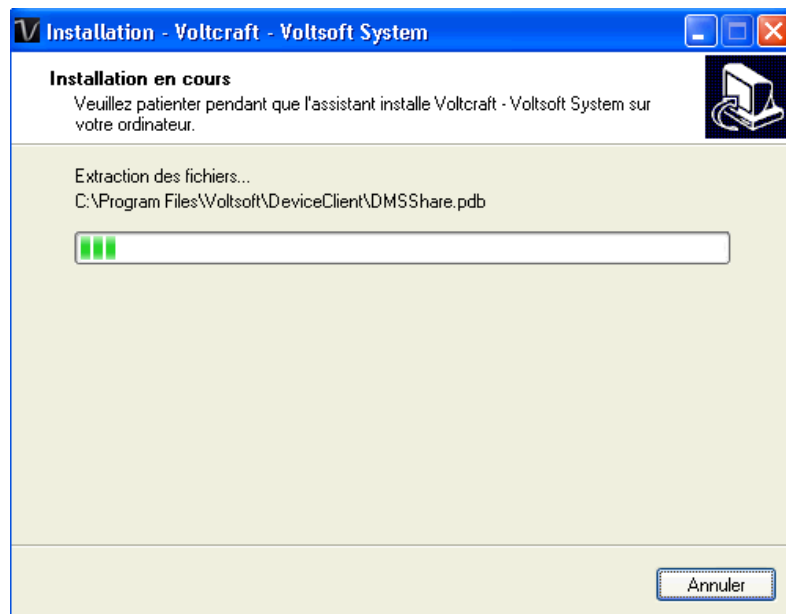 Installation - Voltcraft - Voltsoft System
Installation en cours
Veuillez patienter pendant que l'assistant installe Voltcraft - Voltsoft System sur
votre ordinateur.
Extraction des fichiers...
C:\Program Files\Voltsoft\DeviceClient\DMSShare.pdb
Annuler